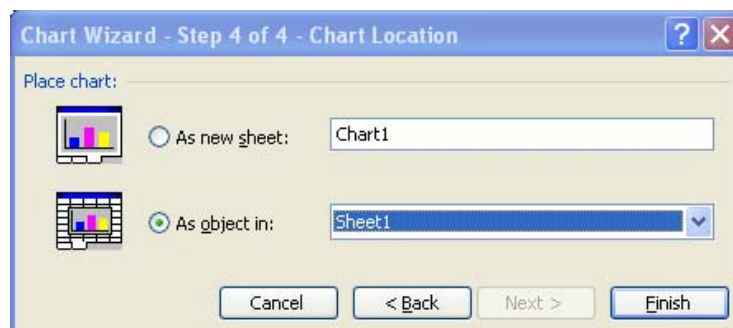 Chart Wizard - Step 4 of 4 - Chart Location
Place chart:
As new sheet: Chart1
As object in: Sheet1
Cancel < Back Next > Finish